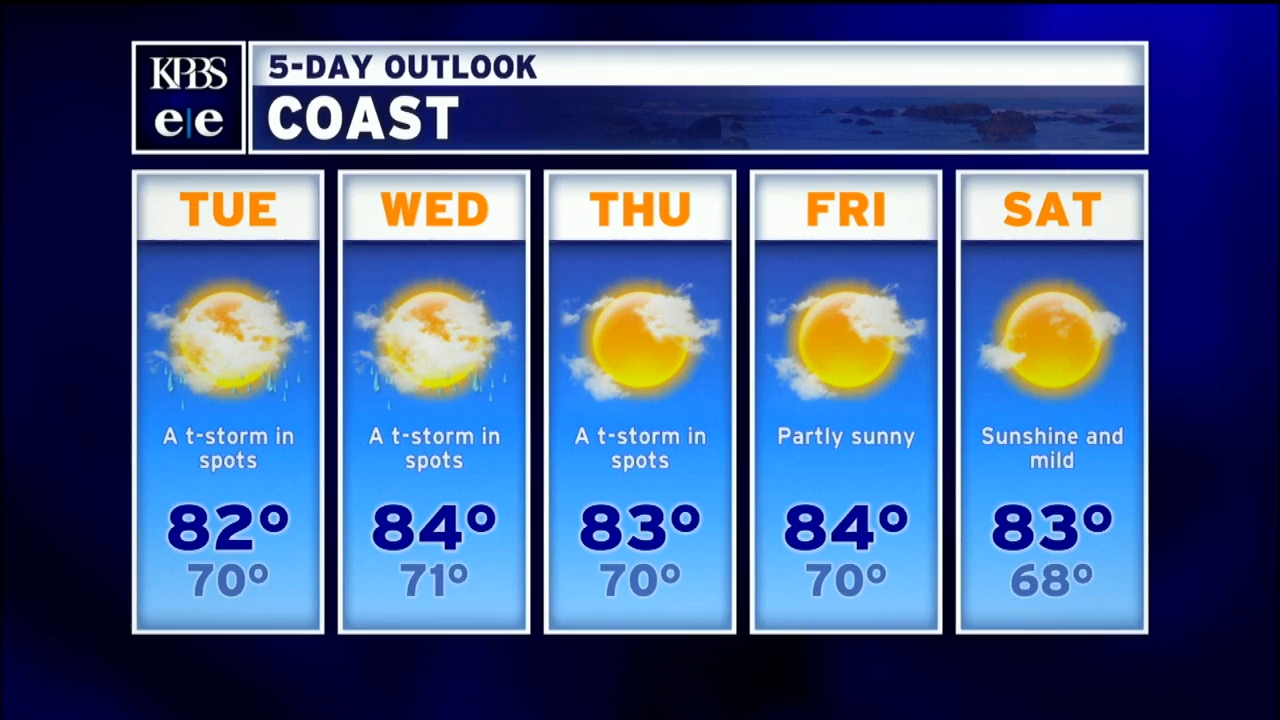 KPBS
e|e
5-DAY OUTLOOK
COAST
TUE
A t-storm in
spots
82°
70°
WED
A t-storm in
spots
84°
71°
THU
A t-storm in
spots
83°
70°
FRI
Partly sunny
84°
70°
SAT
Sunshine and
mild
83°
68°